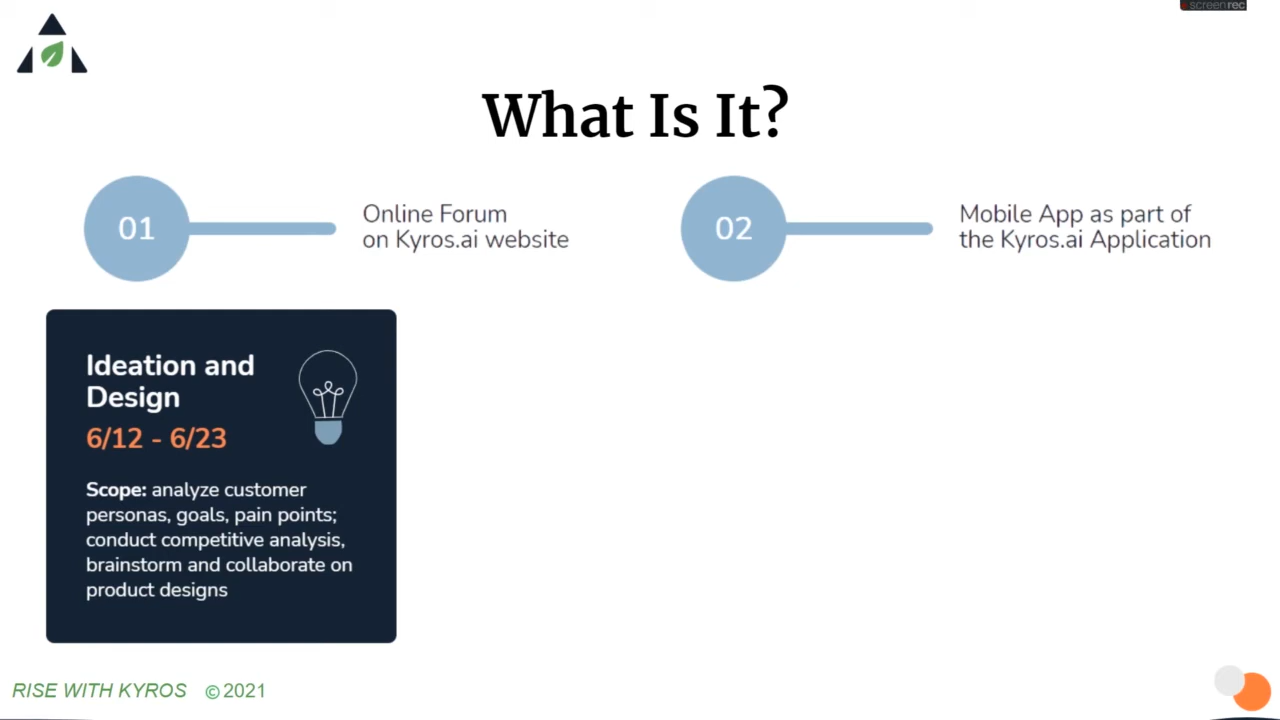 screenrec
What Is It?
01
Online Forum
on Kyros.ai website
02
Mobile App as part of
the Kyros.ai Application
Ideation and
Design
6/12 - 6/23
Scope: analyze customer
personas, goals, pain points;
conduct competitive analysis,
brainstorm and collaborate on
product designs
RISE WITH KYROS © 2021